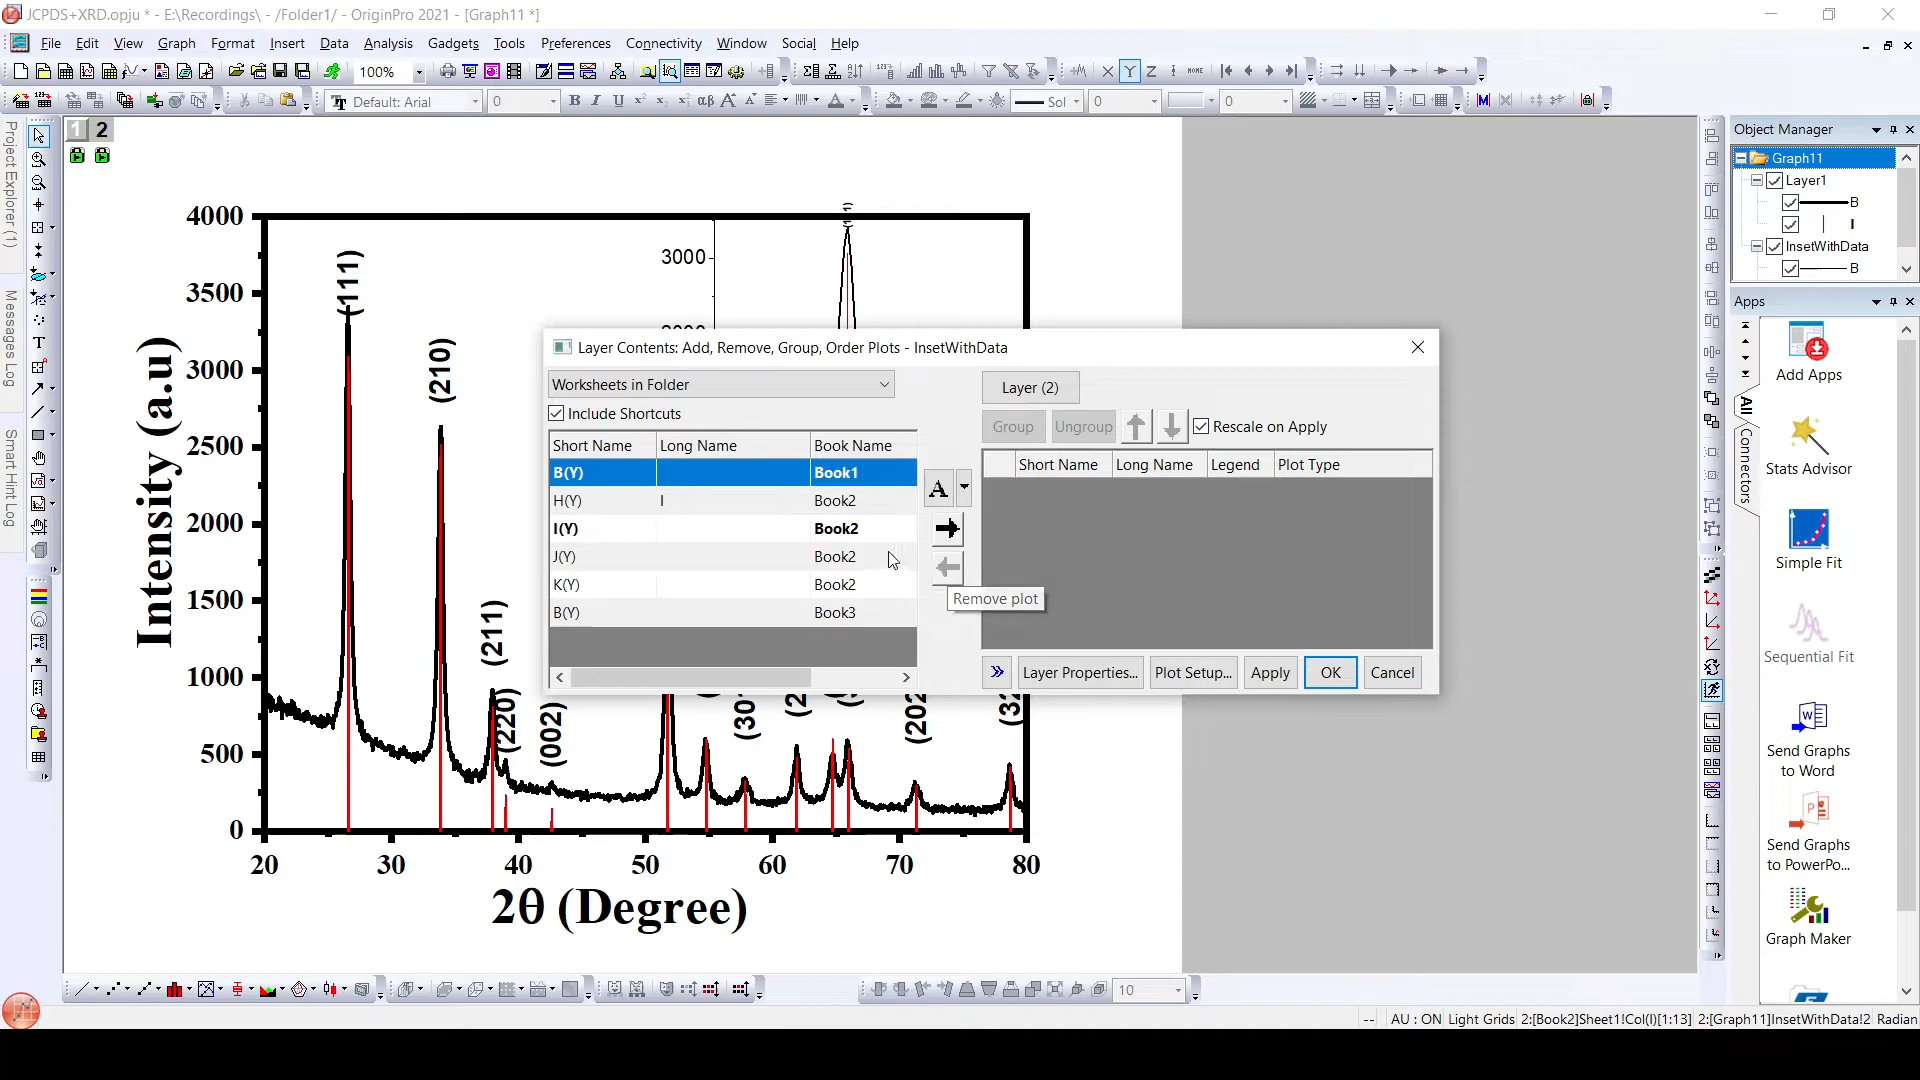 JCPDS+XRD.opju * - E:\Recordings\ - /Folder1/ - OriginPro 2021 - [Graph11 *]
File Edit View Graph Insert Format Data Analysis Gadgets Tools Preferences Connectivity Window Social Help
100%
Default: Arial 0 Sol 0 0
Project Explorer (1)
Messages Log
Smart Hint Log
1 2
4000
3500
3000
2500
2000
1500
1000
500
0
20 30 40 50 60 70 80
Intensity (a.u)
2θ (Degree)
(111)
(210)
(211)
(220)
(002)
3000
Layer Contents: Add, Remove, Group, Order Plots - InsetWithData
Worksheets in Folder
Include Shortcuts
Short Name Long Name Book Name
B(Y) Book1
H(Y) I Book2
I(Y) Book2
J(Y) Book2
K(Y) Book2
B(Y) Book3
A
Remove plot
Layer (2)
Group Ungroup Rescale on Apply
Short Name Long Name Legend Plot Type
Layer Properties... Plot Setup... Apply OK Cancel
Object Manager
Graph11
Layer1
B
I
InsetWithData
B
Apps
All
Connectors
Add Apps
Stats Advisor
Simple Fit
Sequential Fit
Send Graphs
to Word
Send Graphs
to PowerPo...
Graph Maker
10
-- AU : ON Light Grids 2:[Book2]Sheet1!Col(I)[1:13] 2:[Graph11]InsetWithData!2 Radian